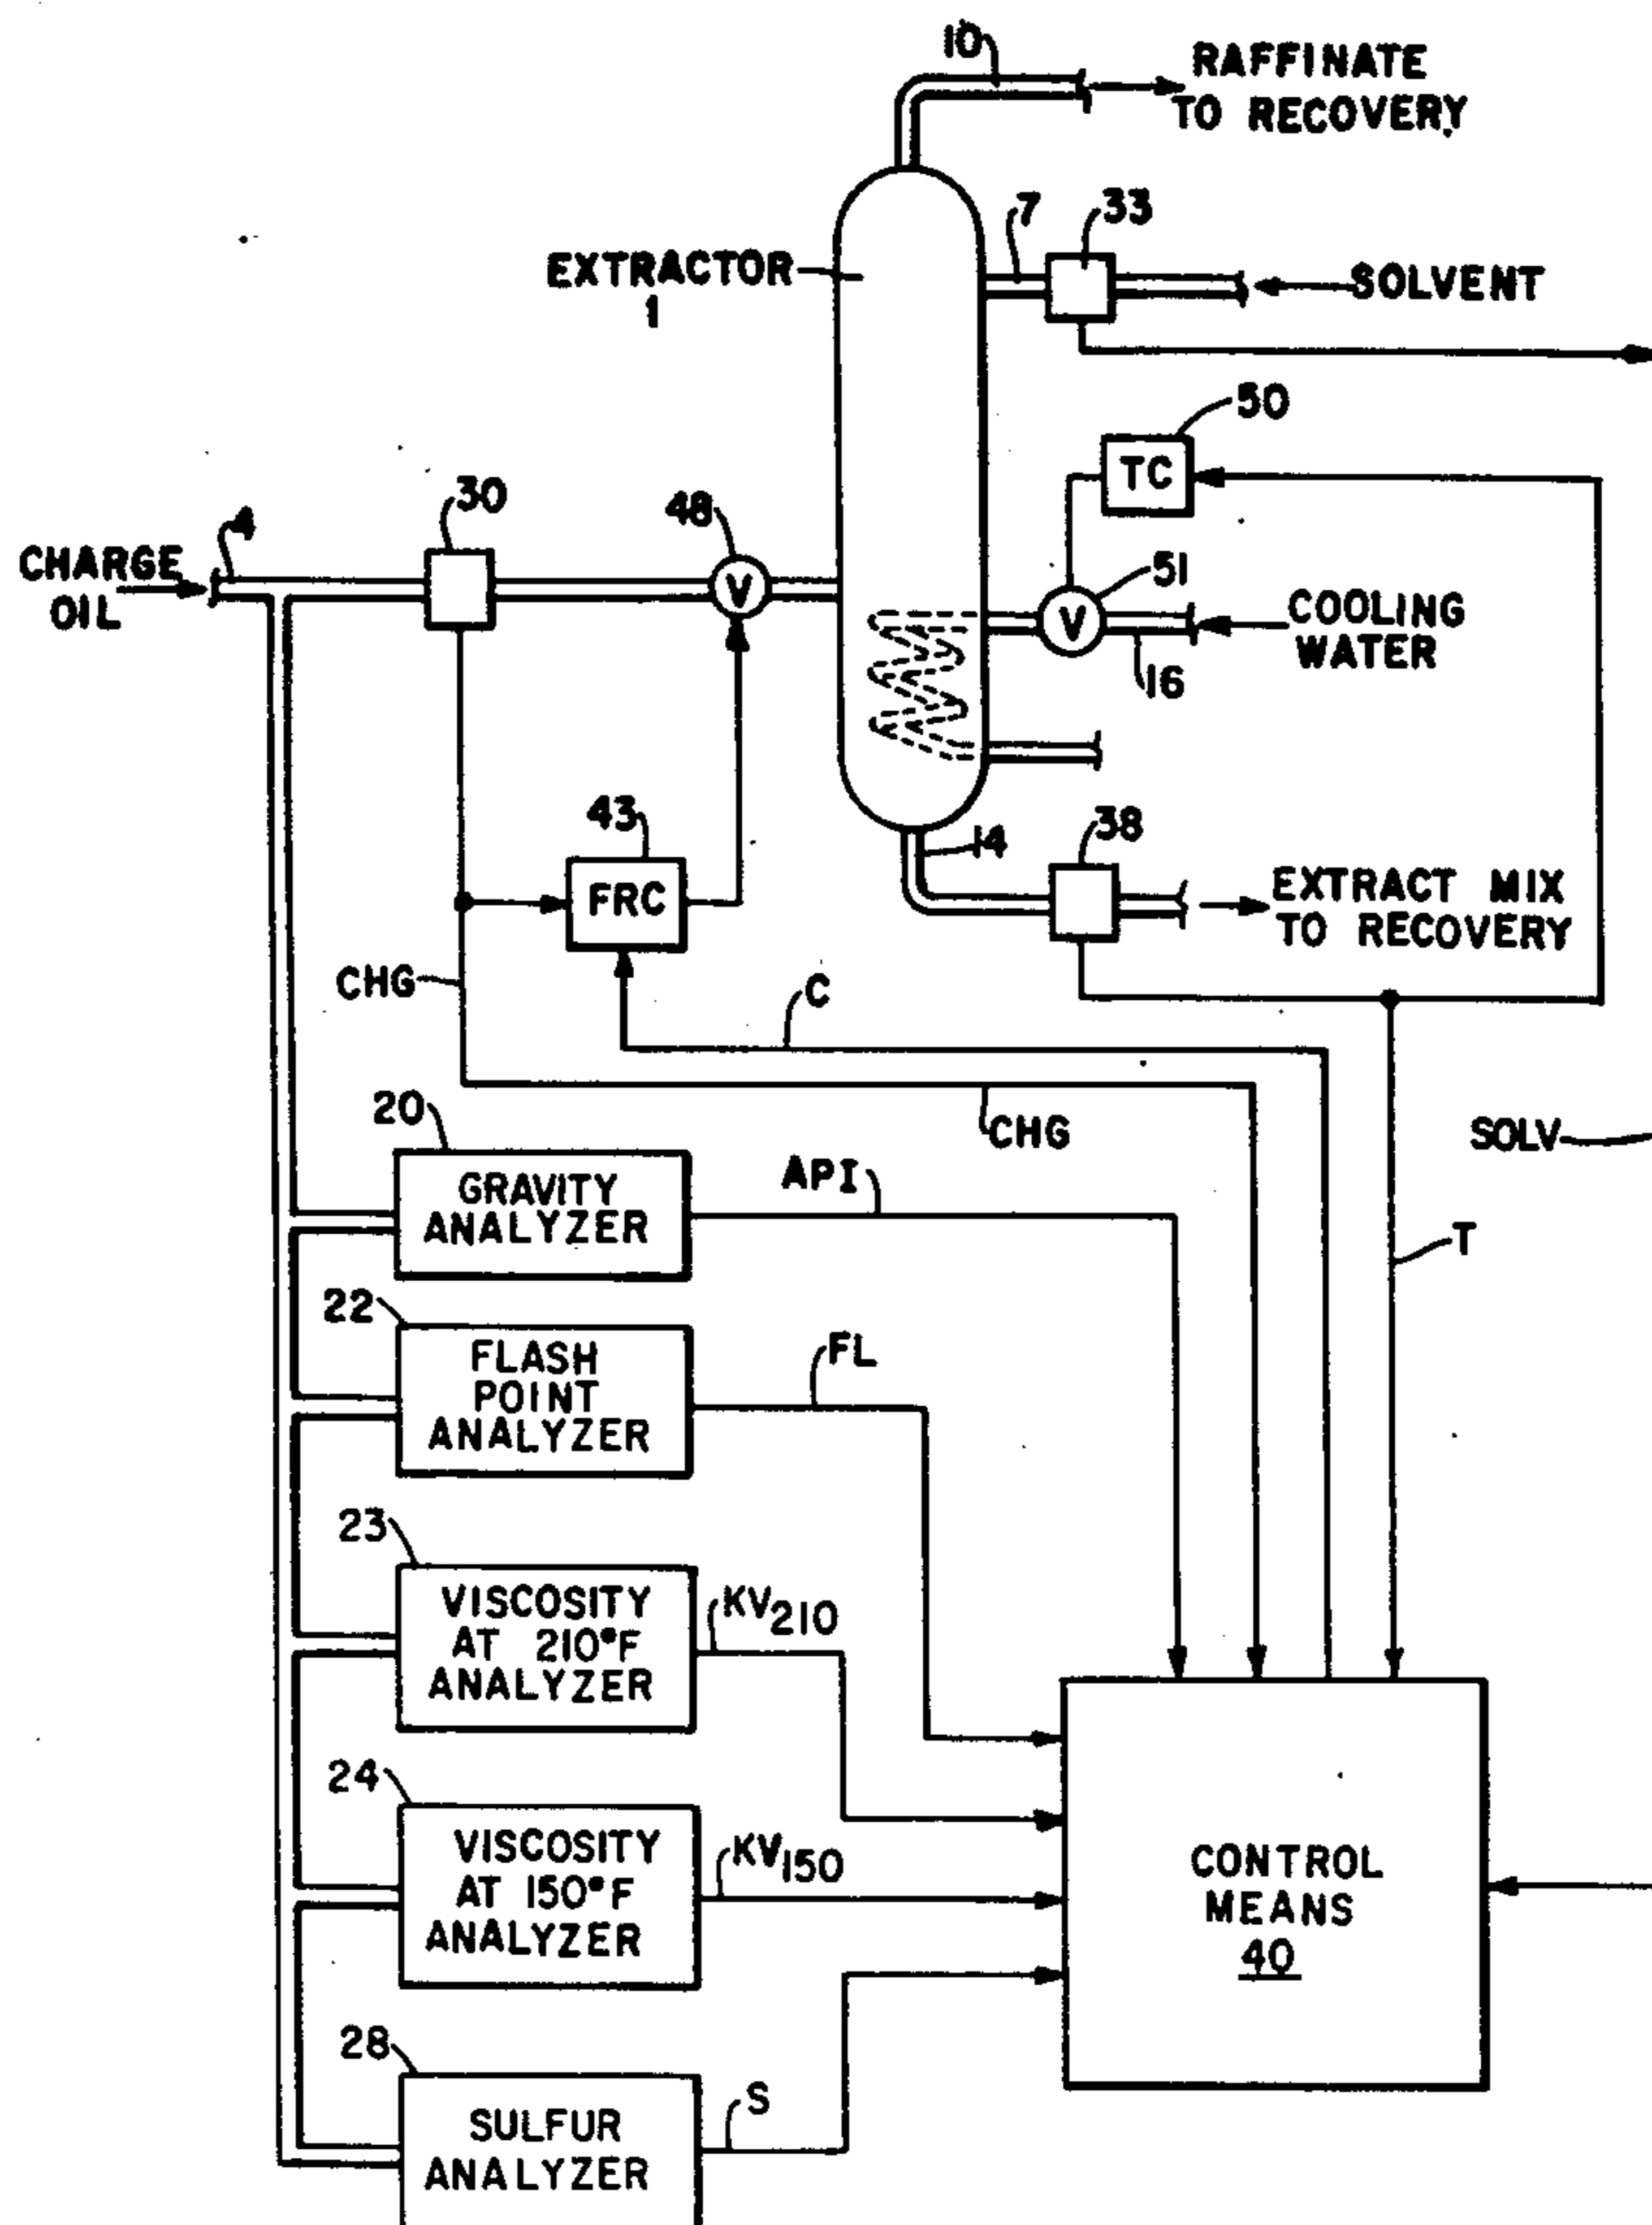 10
RAFFINATE
TO RECOVERY
7
33
EXTRACTOR
1
SOLVENT
50
TC
30
48
4
CHARGE
OIL
V
51
V
COOLING
WATER
16
43
38
14
FRC
EXTRACT MIX
TO RECOVERY
CHG
C
20
CHG
SOLV
GRAVITY
ANALYZER
API
T
22
FLASH
POINT
ANALYZER
FL
23
VISCOSITY
AT 210°F
ANALYZER
KV210
24
VISCOSITY
AT 150°F
ANALYZER
KV150
CONTROL
MEANS
40
28
SULFUR
ANALYZER
S